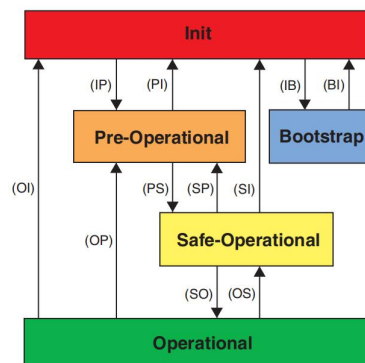 Init
(IP)
(PI)
(IB)
(BI)
Pre-Operational
Bootstrap
(OI)
(PS)
(SP)
(SI)
(OP)
Safe-Operational
(SO)
(OS)
Operational